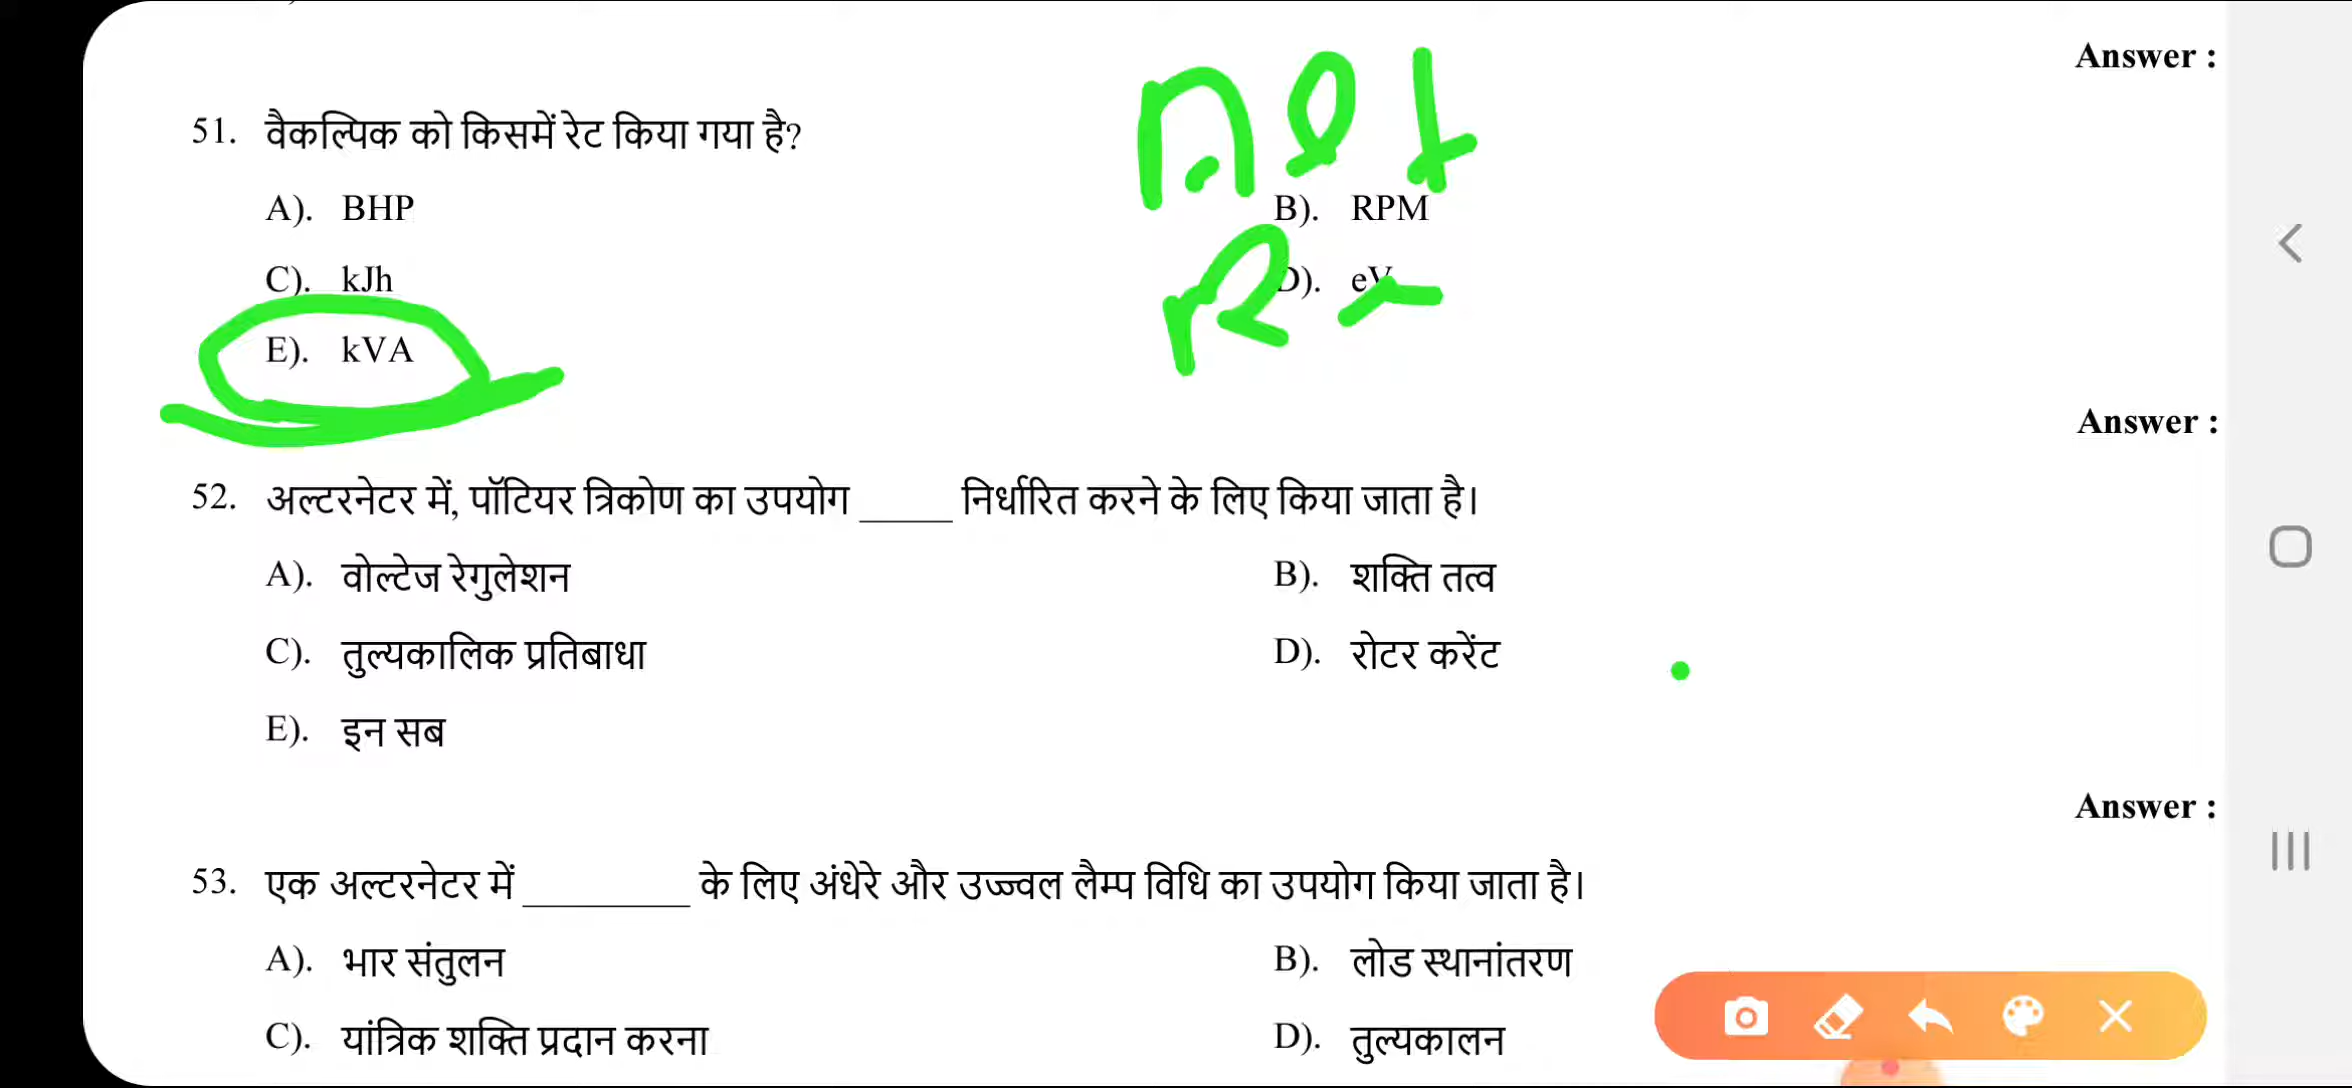 Answer :
51. वैकल्पिक को किसमें रेट किया गया है?
A). BHP
B). RPM
C). kJh
D). eV
E). kVA
Answer :
52. अल्टरनेटर में, पॉटियर त्रिकोण का उपयोग _____ निर्धारित करने के लिए किया जाता है।
A). वोल्टेज रेगुलेशन
B). शक्ति तत्व
C). तुल्यकालिक प्रतिबाधा
D). रोटर करेंट
E). इन सब
Answer :
53. एक अल्टरनेटर में _________ के लिए अंधेरे और उज्ज्वल लैम्प विधि का उपयोग किया जाता है।
A). भार संतुलन
B). लोड स्थानांतरण
C). यांत्रिक शक्ति प्रदान करना
D). तुल्यकालन